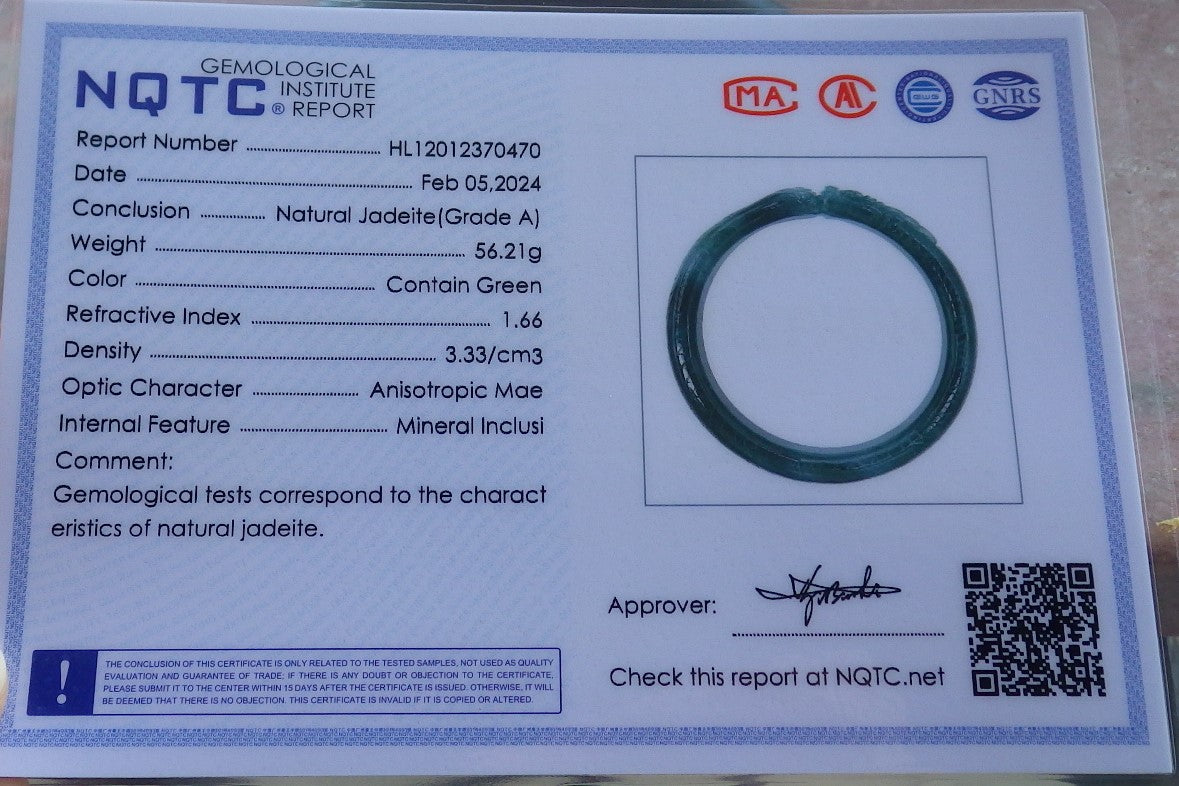 NQTC® GEMOLOGICAL INSTITUTE REPORT
MA
GNRS
Report Number HL12012370470
Date Feb 05,2024
Conclusion Natural Jadeite(Grade A)
Weight 56.21g
Color Contain Green
Refractive Index 1.66
Density 3.33/cm3
Optic Character Anisotropic Mae
Internal Feature Mineral Inclusi
Comment:
Gemological tests correspond to the charact
eristics of natural jadeite.
Approver:
Check this report at NQTC.net
! THE CONCLUSION OF THIS CERTIFICATE IS ONLY RELATED TO THE TESTED SAMPLES, NOT USED AS QUALITY
EVALUATION AND GUARANTEE OF TRADE; IF THERE IS ANY DOUBT OR OBJECTION TO THE CERTIFICATE,
PLEASE SUBMIT IT TO THE CENTER WITHIN 15 DAYS AFTER THE CERTIFICATE IS ISSUED. OTHERWISE, IT WILL
BE DEEMED THAT THERE IS NO OBJECTION. THIS CERTIFICATE IS INVALID IF IT IS COPIED OR ALTERED.